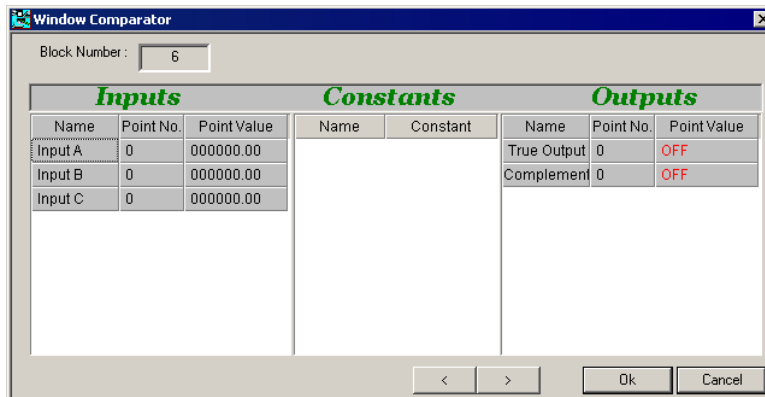 Window Comparator
Block Number : 6
Inputs Constants Outputs
Name Point No. Point Value Name Constant Name Point No. Point Value
Input A 0 000000.00 True Output 0 OFF
Input B 0 000000.00 Complement 0 OFF
Input C 0 000000.00
< > Ok Cancel